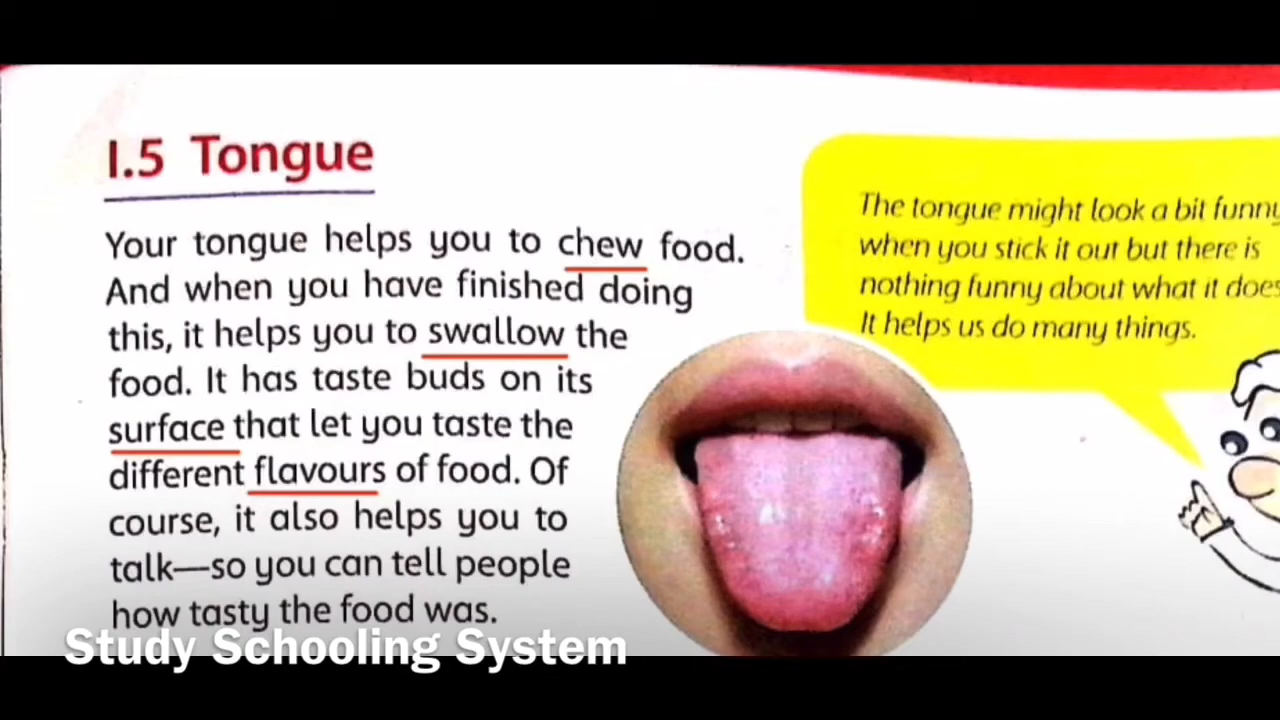 1.5 Tongue
Your tongue helps you to chew food.
And when you have finished doing
this, it helps you to swallow the
food. It has taste buds on its
surface that let you taste the
different flavours of food. Of
course, it also helps you to
talk—so you can tell people
how tasty the food was.
The tongue might look a bit funny
when you stick it out but there is
nothing funny about what it does
It helps us do many things.
Study Schooling System